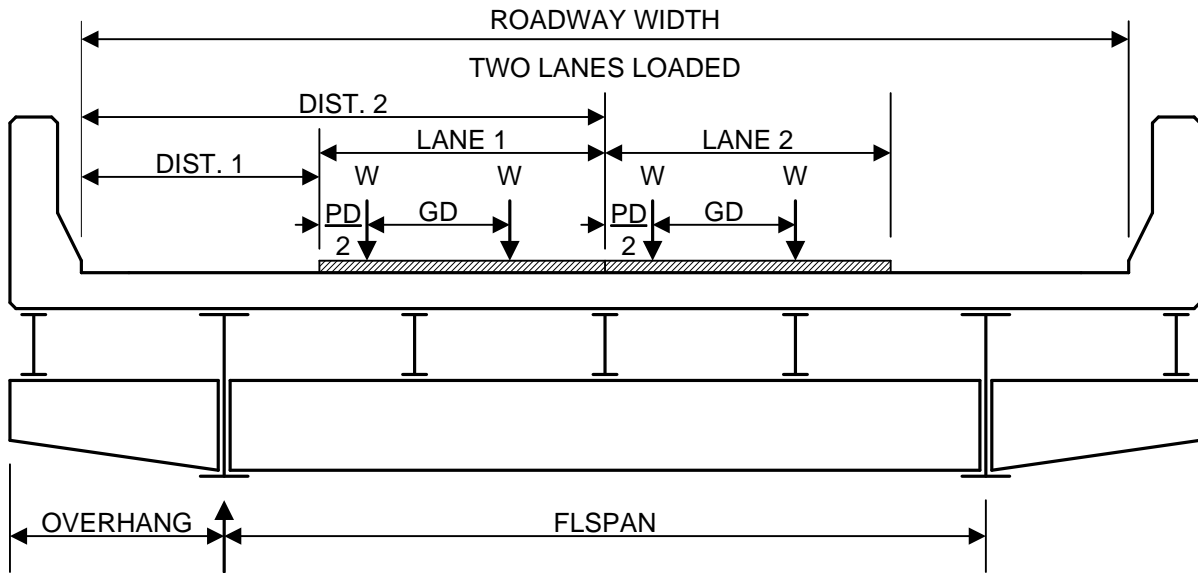 ROADWAY WIDTH
TWO LANES LOADED
DIST. 2
LANE 1 LANE 2
DIST. 1
W W W W
PD GD PD GD
2 2
OVERHANG FLSPAN